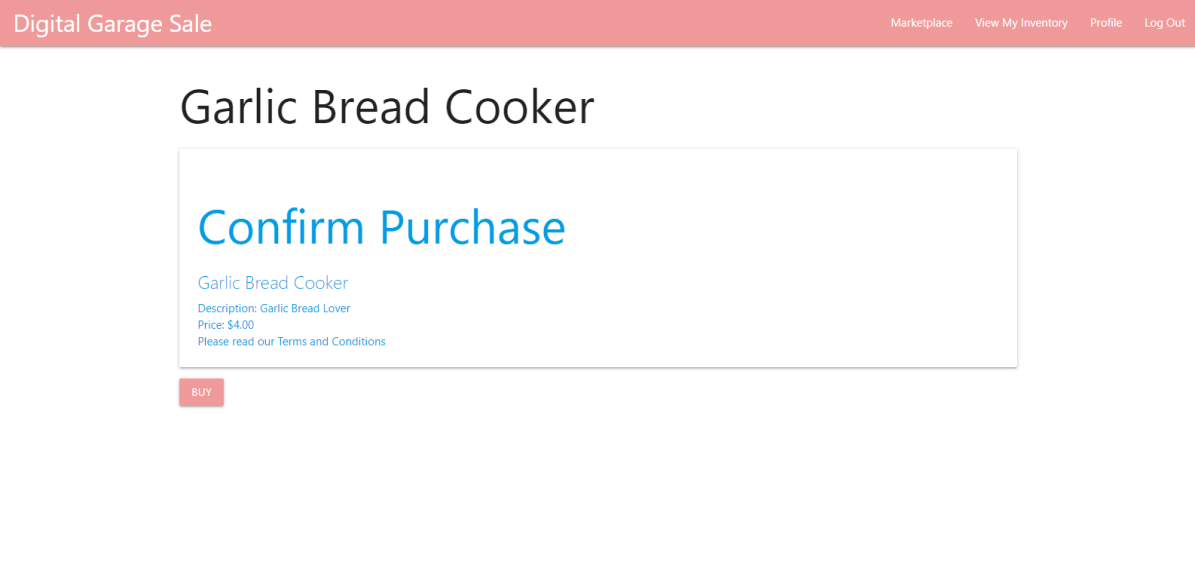 Digital Garage Sale
Marketplace
View My Inventory
Profile
Log Out
Garlic Bread Cooker
Confirm Purchase
Garlic Bread Cooker
Description: Garlic Bread Lover
Price: $4.00
Please read our Terms and Conditions
BUY